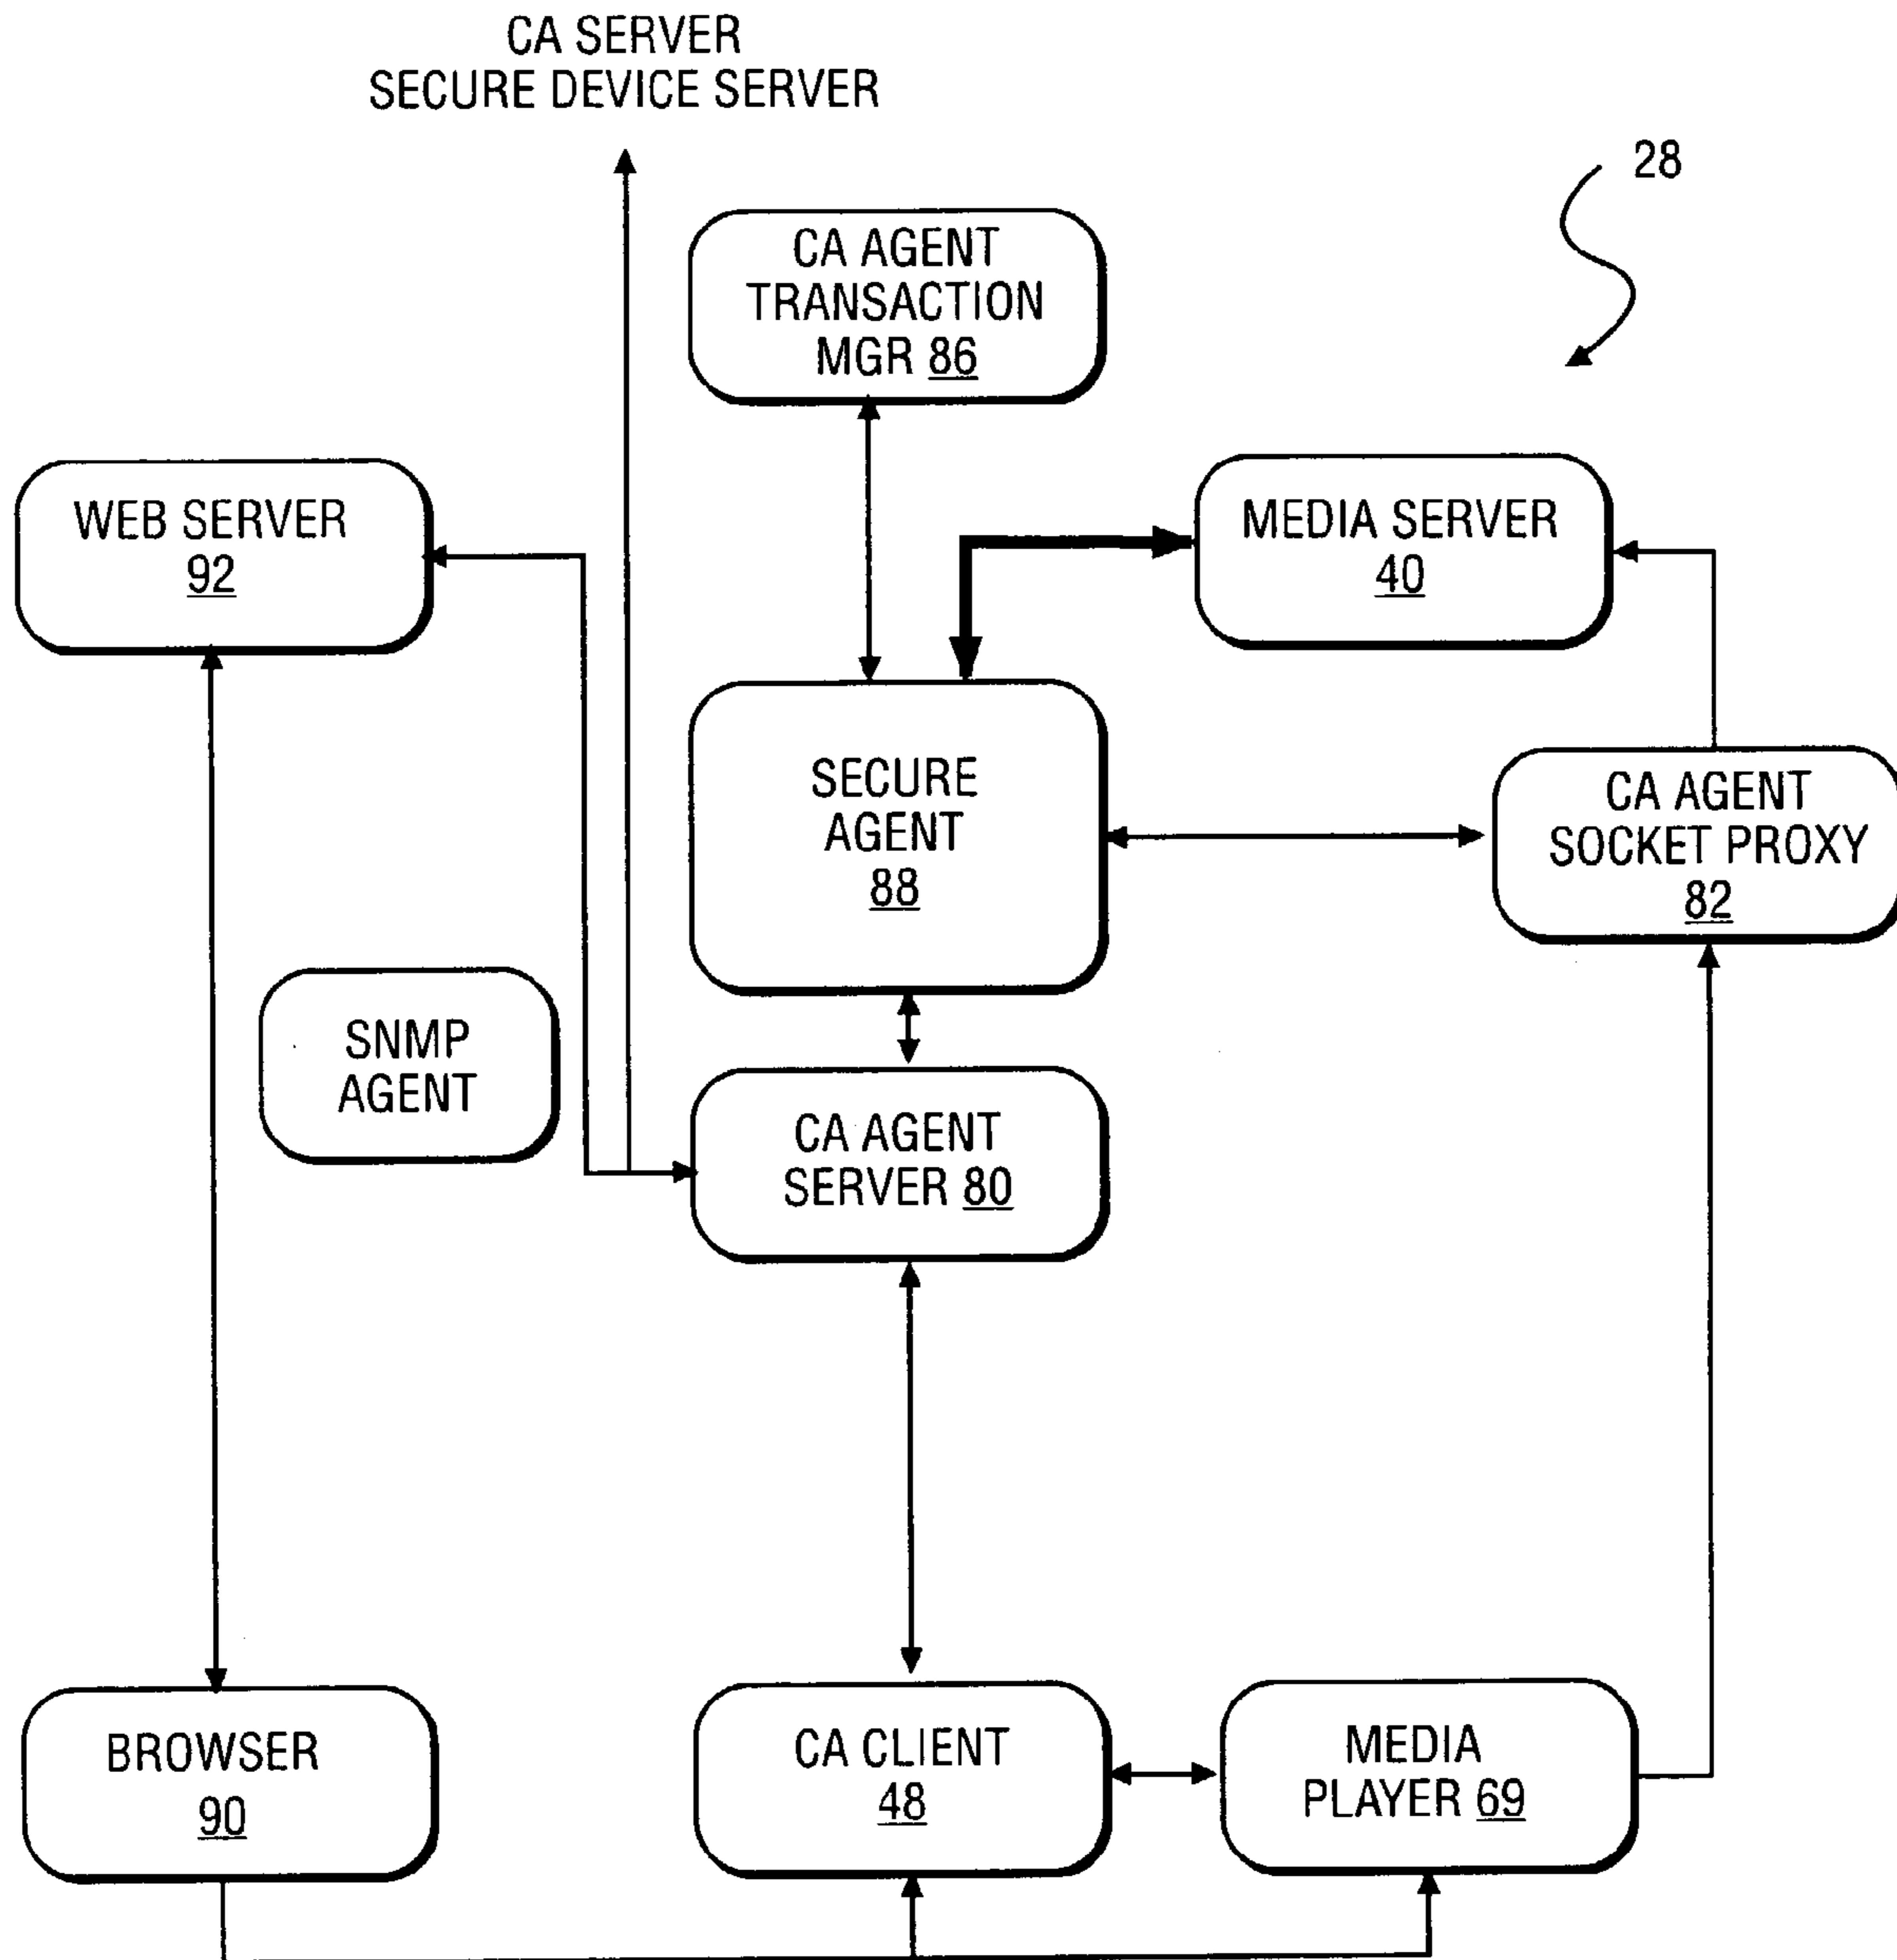 CA SERVER
SECURE DEVICE SERVER
28
CA AGENT
TRANSACTION
MGR 86
WEB SERVER
92
MEDIA SERVER
40
SECURE
AGENT
88
CA AGENT
SOCKET PROXY
82
SNMP
AGENT
CA AGENT
SERVER 80
BROWSER
90
CA CLIENT
48
MEDIA
PLAYER 69